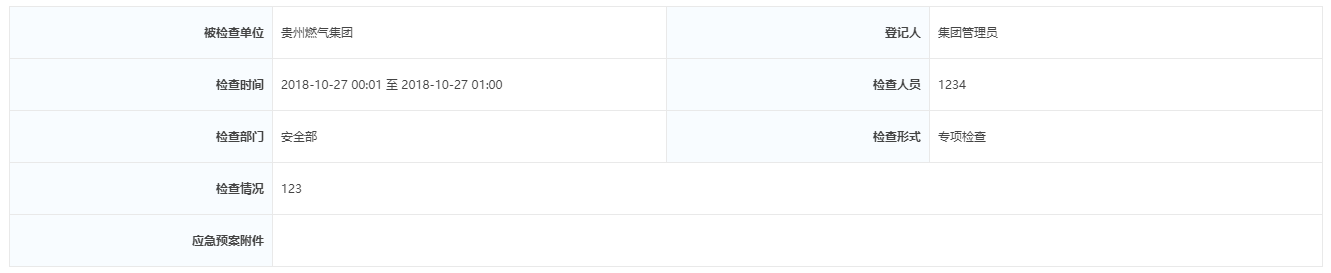 被检查单位 贵州燃气集团 登记人 集团管理员
检查时间 2018-10-27 00:01 至 2018-10-27 01:00 检查人员 1234
检查部门 安全部 检查形式 专项检查
检查情况 123
应急预案附件